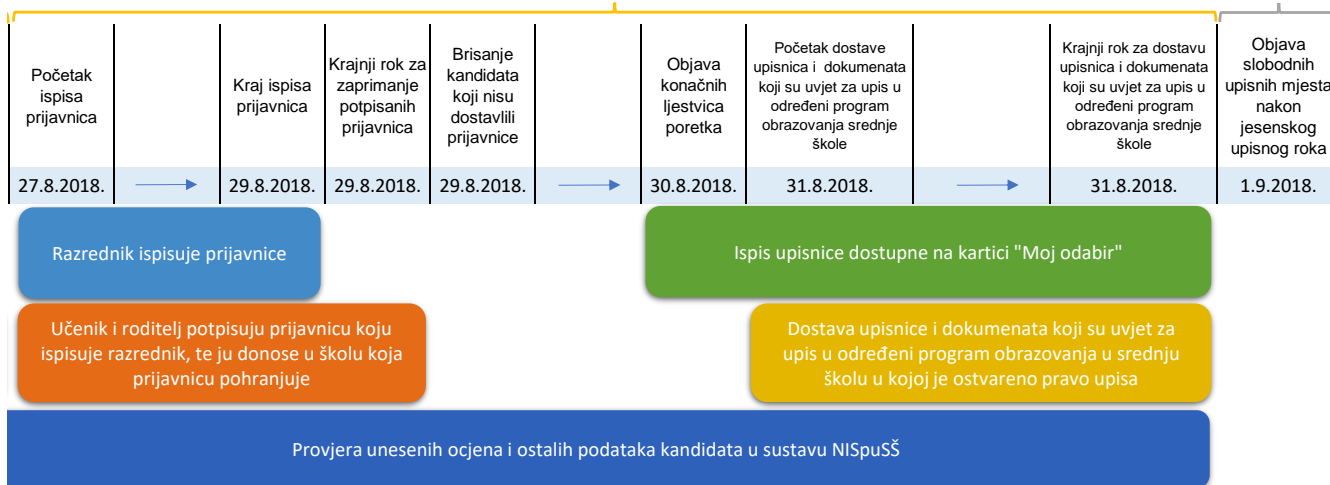 Početak
ispisa
prijavnica
Kraj ispisa
prijavnica
Krajnji rok za
zaprimanje
potpisanih
prijavnica
Brisanje
kandidata
koji nisu
dostavlili
prijavnice
Objava
konačnih
ljestvica
poretka
Početak dostave
upisnica i dokumenata
koji su uvjet za upis u
određeni program
obrazovanja srednje
škole
Krajnji rok za dostavu
upisnica i dokumenata
koji su uvjet za upis u
određeni program
obrazovanja srednje
škole
Objava
slobodnih
upisnih mjesta
nakon
jesenskog
upisnog roka
27.8.2018.
29.8.2018.
29.8.2018.
29.8.2018.
30.8.2018.
31.8.2018.
31.8.2018.
1.9.2018.
Razrednik ispisuje prijavnice
Ispis upisnice dostupne na kartici "Moj odabir"
Učenik i roditelj potpisuju prijavnicu koju
ispisuje razrednik, te ju donose u školu koja
prijavnicu pohranjuje
Dostava upisnice i dokumenata koji su uvjet za
upis u određeni program obrazovanja u srednju
školu u kojoj je ostvareno pravo upisa
Provjera unesenih ocjena i ostalih podataka kandidata u sustavu NISpuSŠ